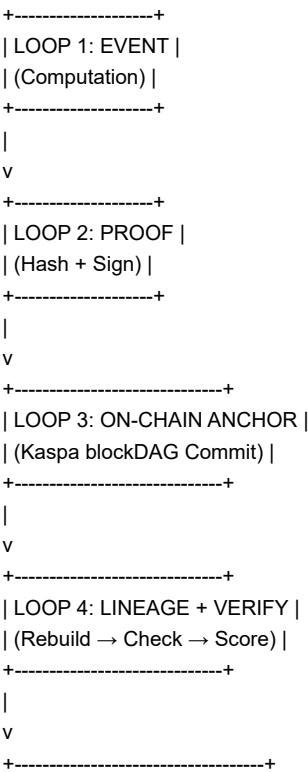 +--------------------+
| LOOP 1: EVENT |
| (Computation) |
+--------------------+
|
v
+--------------------+
| LOOP 2: PROOF |
| (Hash + Sign) |
+--------------------+
|
v
+------------------------------+
| LOOP 3: ON-CHAIN ANCHOR |
| (Kaspa blockDAG Commit) |
+------------------------------+
|
v
+------------------------------+
| LOOP 4: LINEAGE + VERIFY |
| (Rebuild → Check → Score) |
+------------------------------+
|
v
+------------------------------------+